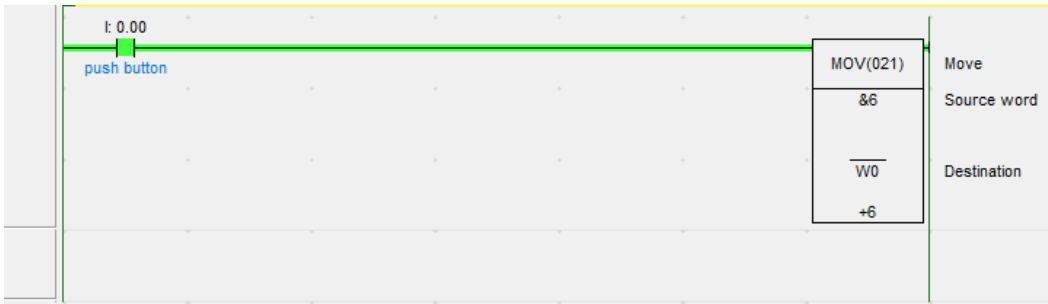 I: 0.00
push button
MOV(021)
Move
&6
Source word
W0
Destination
+6